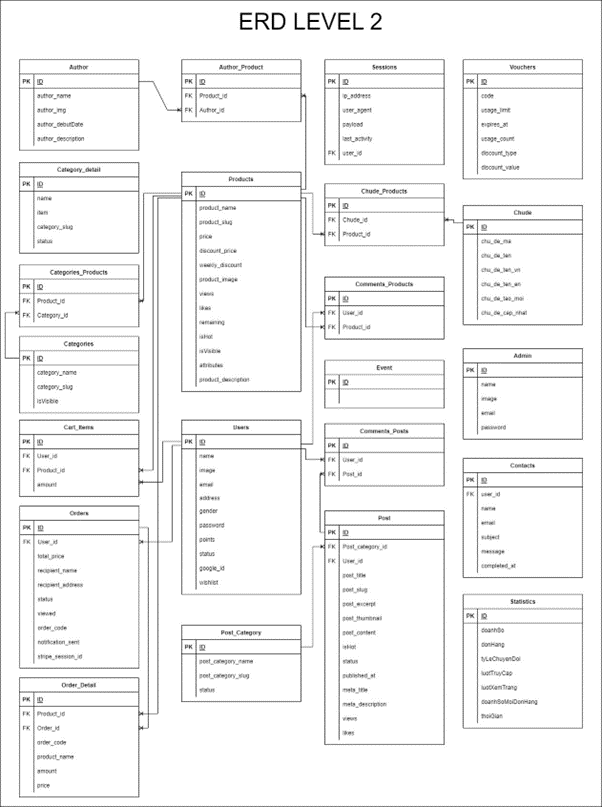 ERD LEVEL 2
Author
PK ID
author_name
author_img
author_debutDate
author_description
Author_Product
PK ID
FK Product_id
FK Author_id
Sessions
PK ID
ip_address
user_agent
payload
last_activity
FK user_id
Vouchers
PK ID
code
usage_limit
expires_at
usage_count
discount_type
discount_value
Category_detail
PK ID
name
item
category_slug
status
Products
PK ID
product_name
product_slug
price
discount_price
weekly_discount
product_image
views
likes
remaining
isHot
isVisible
attributes
product_description
Chude_Products
PK ID
FK Chude_id
FK Product_id
Chude
PK ID
chu_de_ma
chu_de_ten
chu_de_ten_vn
chu_de_ten_en
chu_de_tao_moi
chu_de_cap_nhat
Categories_Products
PK ID
FK Product_id
FK Category_id
Comments_Products
PK ID
FK User_id
FK Product_id
Categories
PK ID
category_name
category_slug
isVisible
Event
PK ID
Admin
PK ID
name
image
email
password
Cart_Items
PK ID
FK User_id
FK Product_id
amount
Users
PK ID
name
image
email
address
gender
password
points
status
google_id
wishlist
Comments_Posts
PK ID
FK User_id
FK Post_id
Contacts
PK ID
FK user_id
name
email
subject
message
completed_at
Orders
PK ID
FK User_id
total_price
recipient_name
recipient_address
status
viewed
order_code
notification_sent
stripe_session_id
Post
PK ID
FK Post_category_id
FK User_id
post_title
post_slug
post_excerpt
post_thumbnail
post_content
isHot
status
published_at
meta_title
meta_description
views
likes
Statistics
PK ID
doanhSo
donHang
tyLeChuyenDoi
luotTruyCap
luotXemTrang
doanhSoMoiDonHang
thoiGian
Post_Category
PK ID
post_category_name
post_category_slug
status
Order_Detail
PK ID
FK Product_id
FK Order_id
order_code
product_name
amount
price